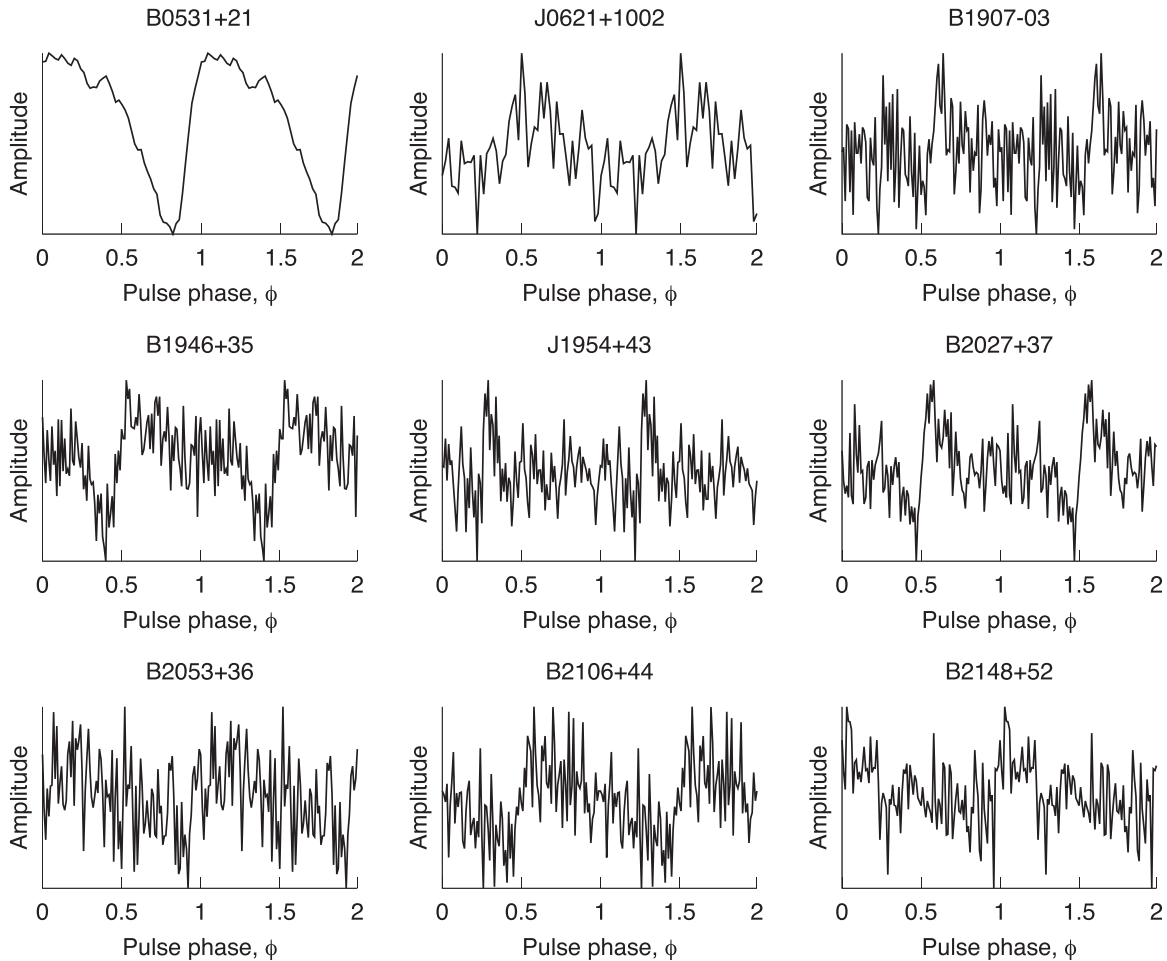 B0531+21 J0621+1002 B1907-03
Amplitude Amplitude Amplitude
0 0.5 1 1.5 2 0 0.5 1 1.5 2 0 0.5 1 1.5 2
Pulse phase, ϕ Pulse phase, ϕ Pulse phase, ϕ
B1946+35 J1954+43 B2027+37
Amplitude Amplitude Amplitude
0 0.5 1 1.5 2 0 0.5 1 1.5 2 0 0.5 1 1.5 2
Pulse phase, ϕ Pulse phase, ϕ Pulse phase, ϕ
B2053+36 B2106+44 B2148+52
Amplitude Amplitude Amplitude
0 0.5 1 1.5 2 0 0.5 1 1.5 2 0 0.5 1 1.5 2
Pulse phase, ϕ Pulse phase, ϕ Pulse phase, ϕ